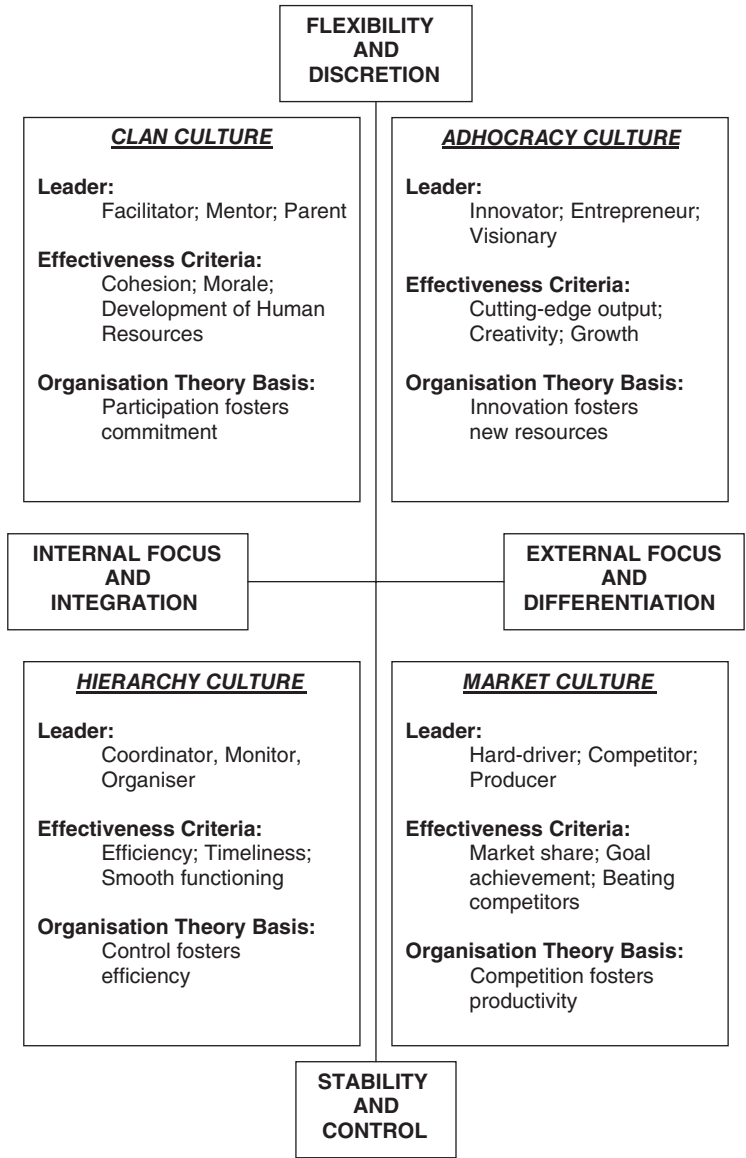 FLEXIBILITY
AND
DISCRETION
CLAN CULTURE
Leader:
Facilitator; Mentor; Parent
Effectiveness Criteria:
Cohesion; Morale;
Development of Human
Resources
Organisation Theory Basis:
Participation fosters
commitment
ADHOCRACY CULTURE
Leader:
Innovator; Entrepreneur;
Visionary
Effectiveness Criteria:
Cutting-edge output;
Creativity; Growth
Organisation Theory Basis:
Innovation fosters
new resources
INTERNAL FOCUS
AND
INTEGRATION
EXTERNAL FOCUS
AND
DIFFERENTIATION
HIERARCHY CULTURE
Leader:
Coordinator, Monitor,
Organiser
Effectiveness Criteria:
Efficiency; Timeliness;
Smooth functioning
Organisation Theory Basis:
Control fosters
efficiency
MARKET CULTURE
Leader:
Hard-driver; Competitor;
Producer
Effectiveness Criteria:
Market share; Goal
achievement; Beating
competitors
Organisation Theory Basis:
Competition fosters
productivity
STABILITY
AND
CONTROL